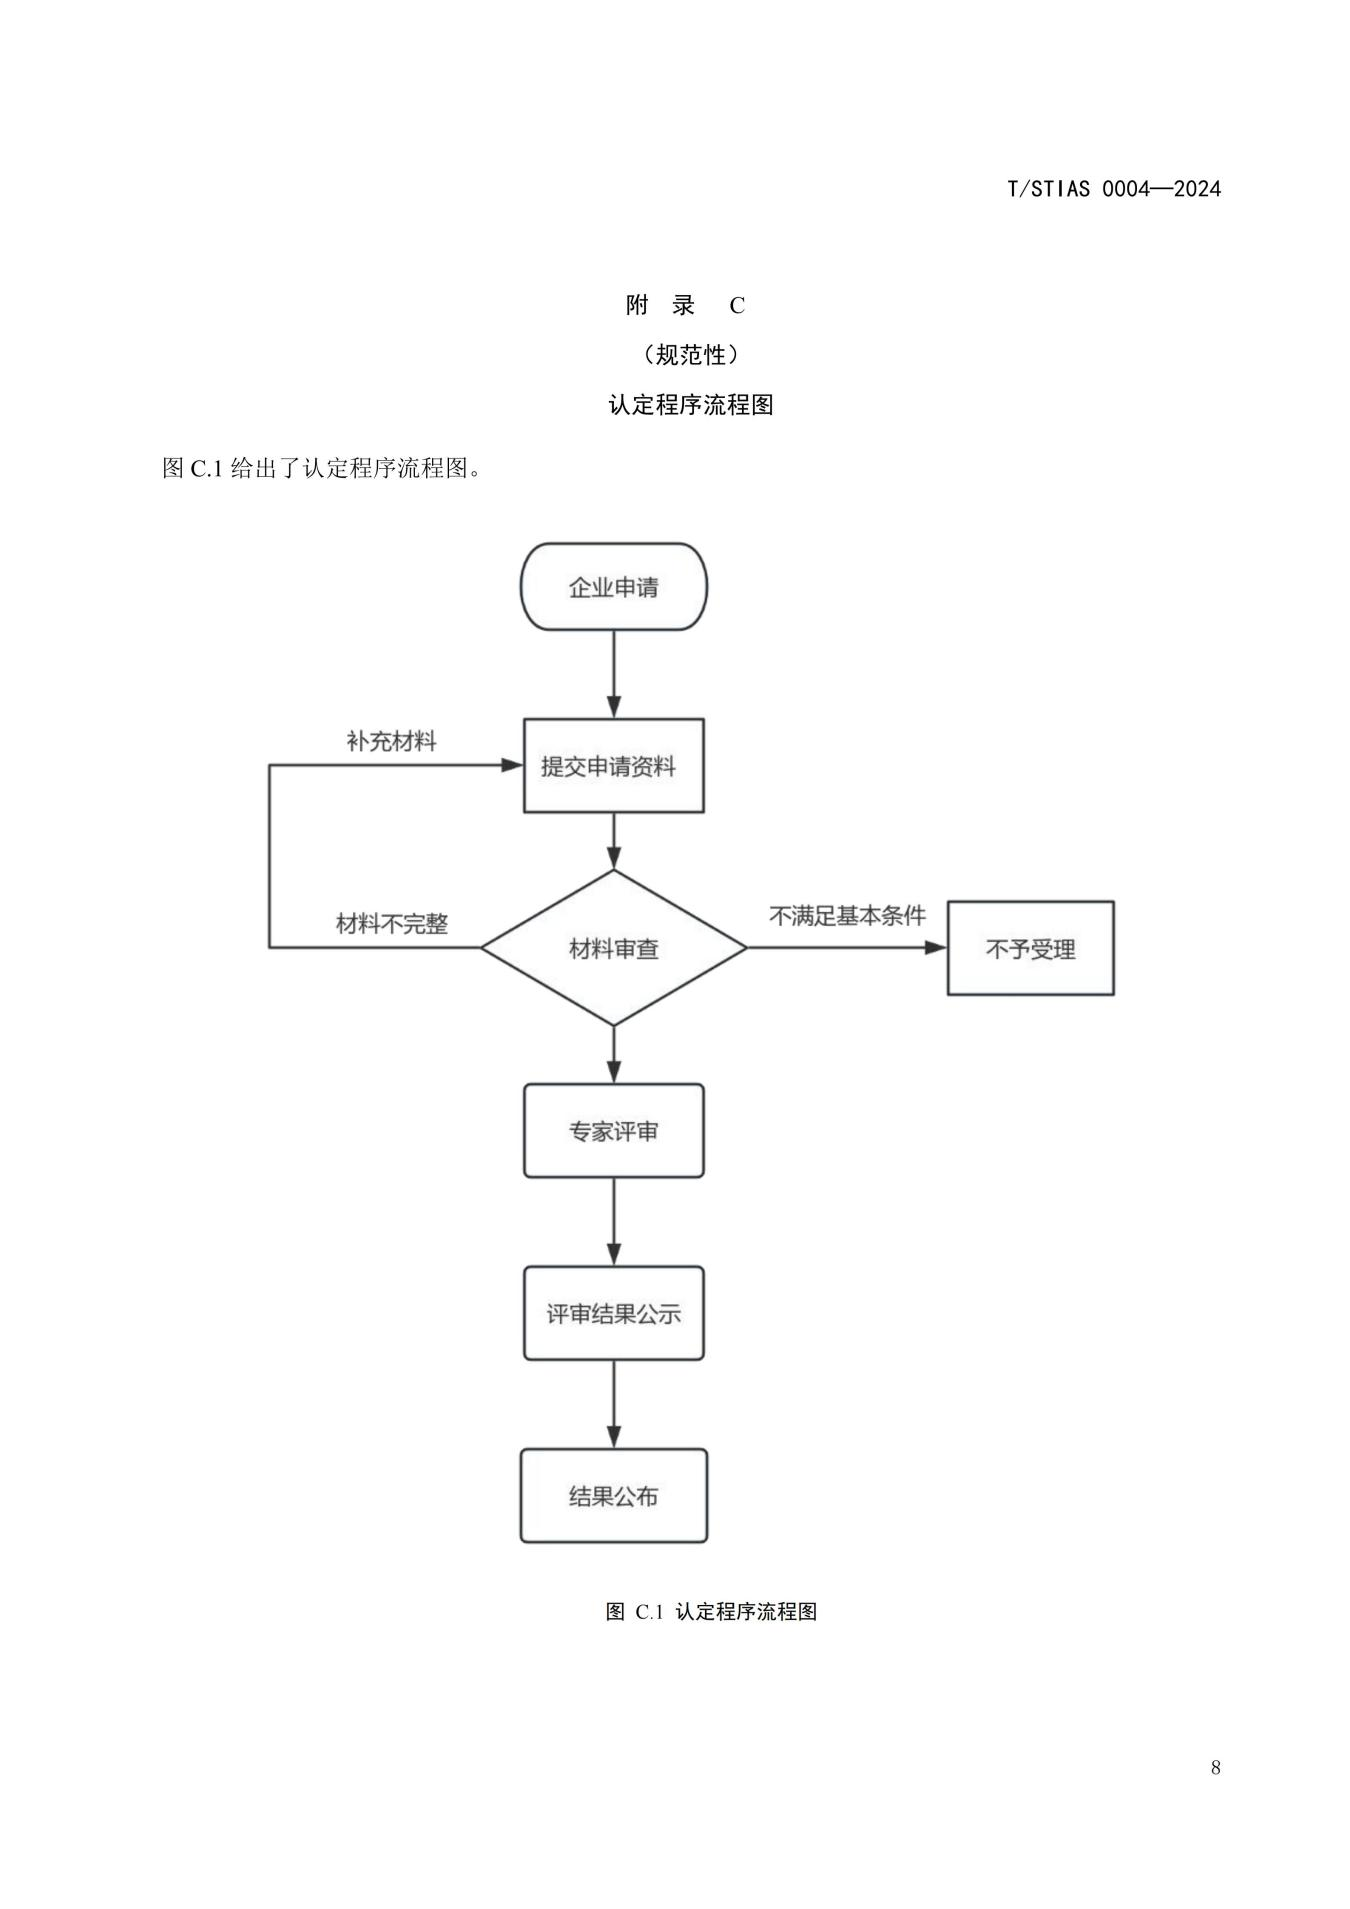 T/STIAS 0004—2024
附 录 C
（规范性）
认定程序流程图
图 C.1 给出了认定程序流程图。
企业申请
补充材料
提交申请资料
材料不完整
材料审查
不满足基本条件
不予受理
专家评审
评审结果公示
结果公布
图 C.1 认定程序流程图
8